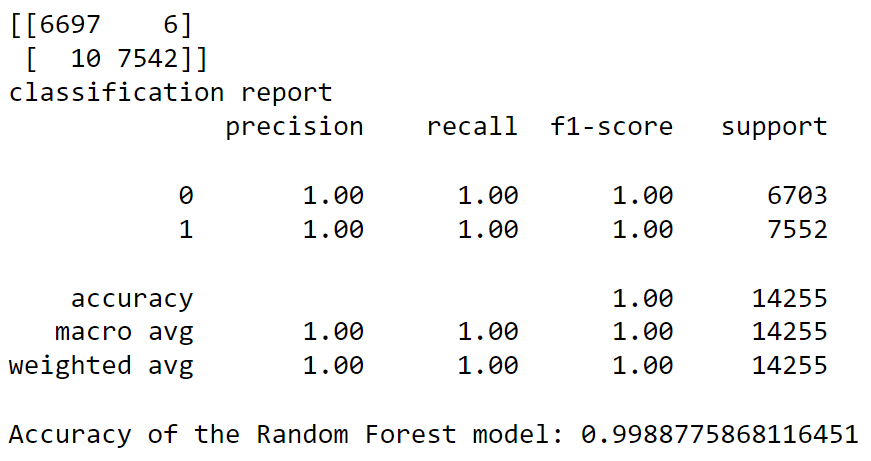 [[6697    6]
 [  10 7542]]
classification report
              precision    recall  f1-score   support

           0       1.00      1.00      1.00      6703
           1       1.00      1.00      1.00      7552

    accuracy                           1.00     14255
   macro avg       1.00      1.00      1.00     14255
weighted avg       1.00      1.00      1.00     14255

Accuracy of the Random Forest model: 0.9988775868116451